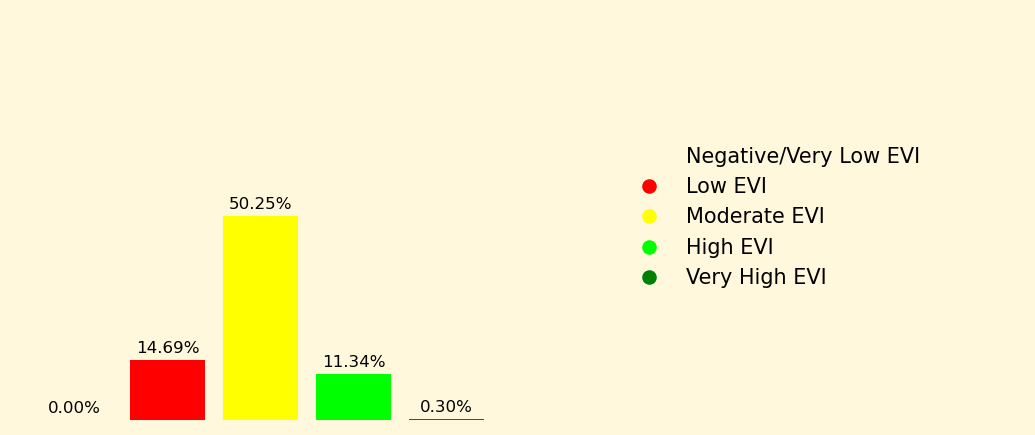 50.25%
14.69%
11.34%
0.00%
0.30%
Negative/Very Low EVI
Low EVI
Moderate EVI
High EVI
Very High EVI